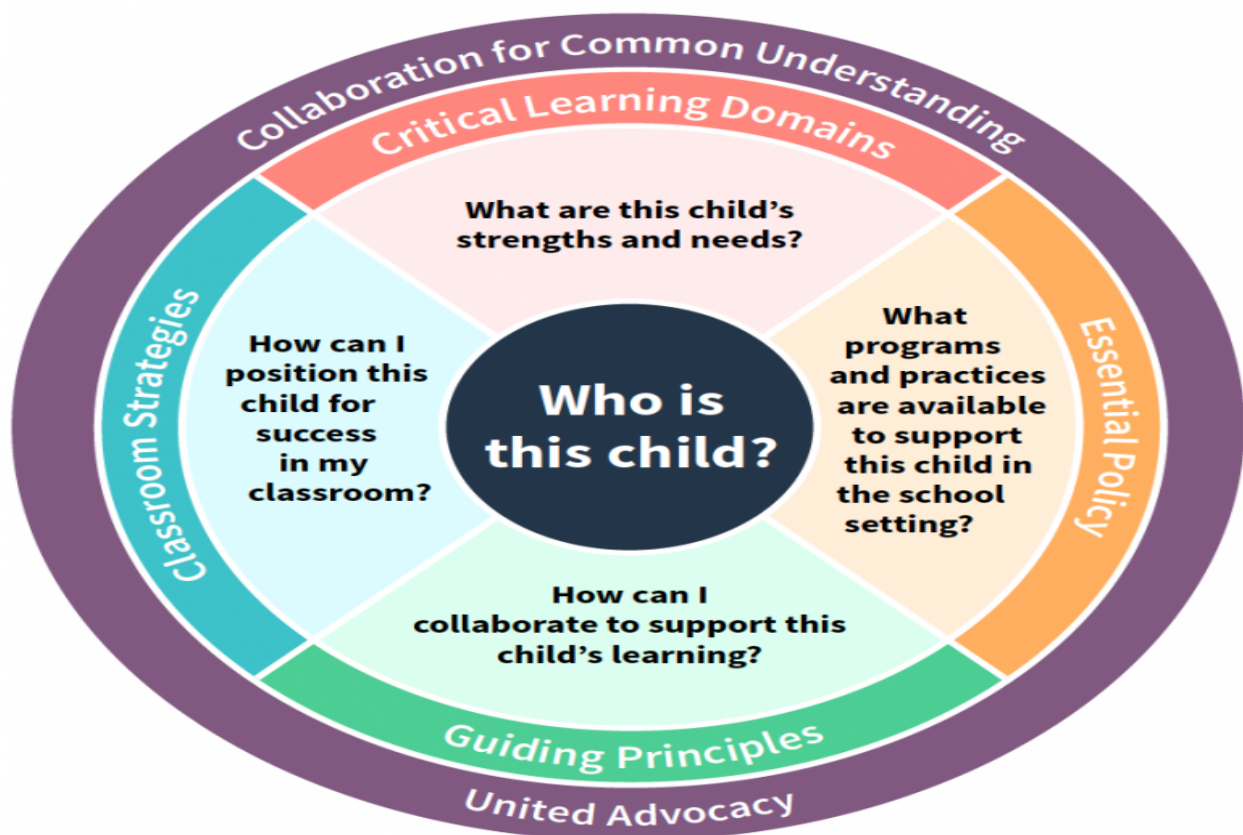 Collaboration for Common Understanding
Critical Learning Domains
What are this child’s
strengths and needs?
Classroom Strategies
How can I
position this
child for
success
in my
classroom?
Who is
this child?
What
programs
and practices
are available
to support
this child in
the school
setting?
Essential Policy
How can I
collaborate to support this
child’s learning?
Guiding Principles
United Advocacy